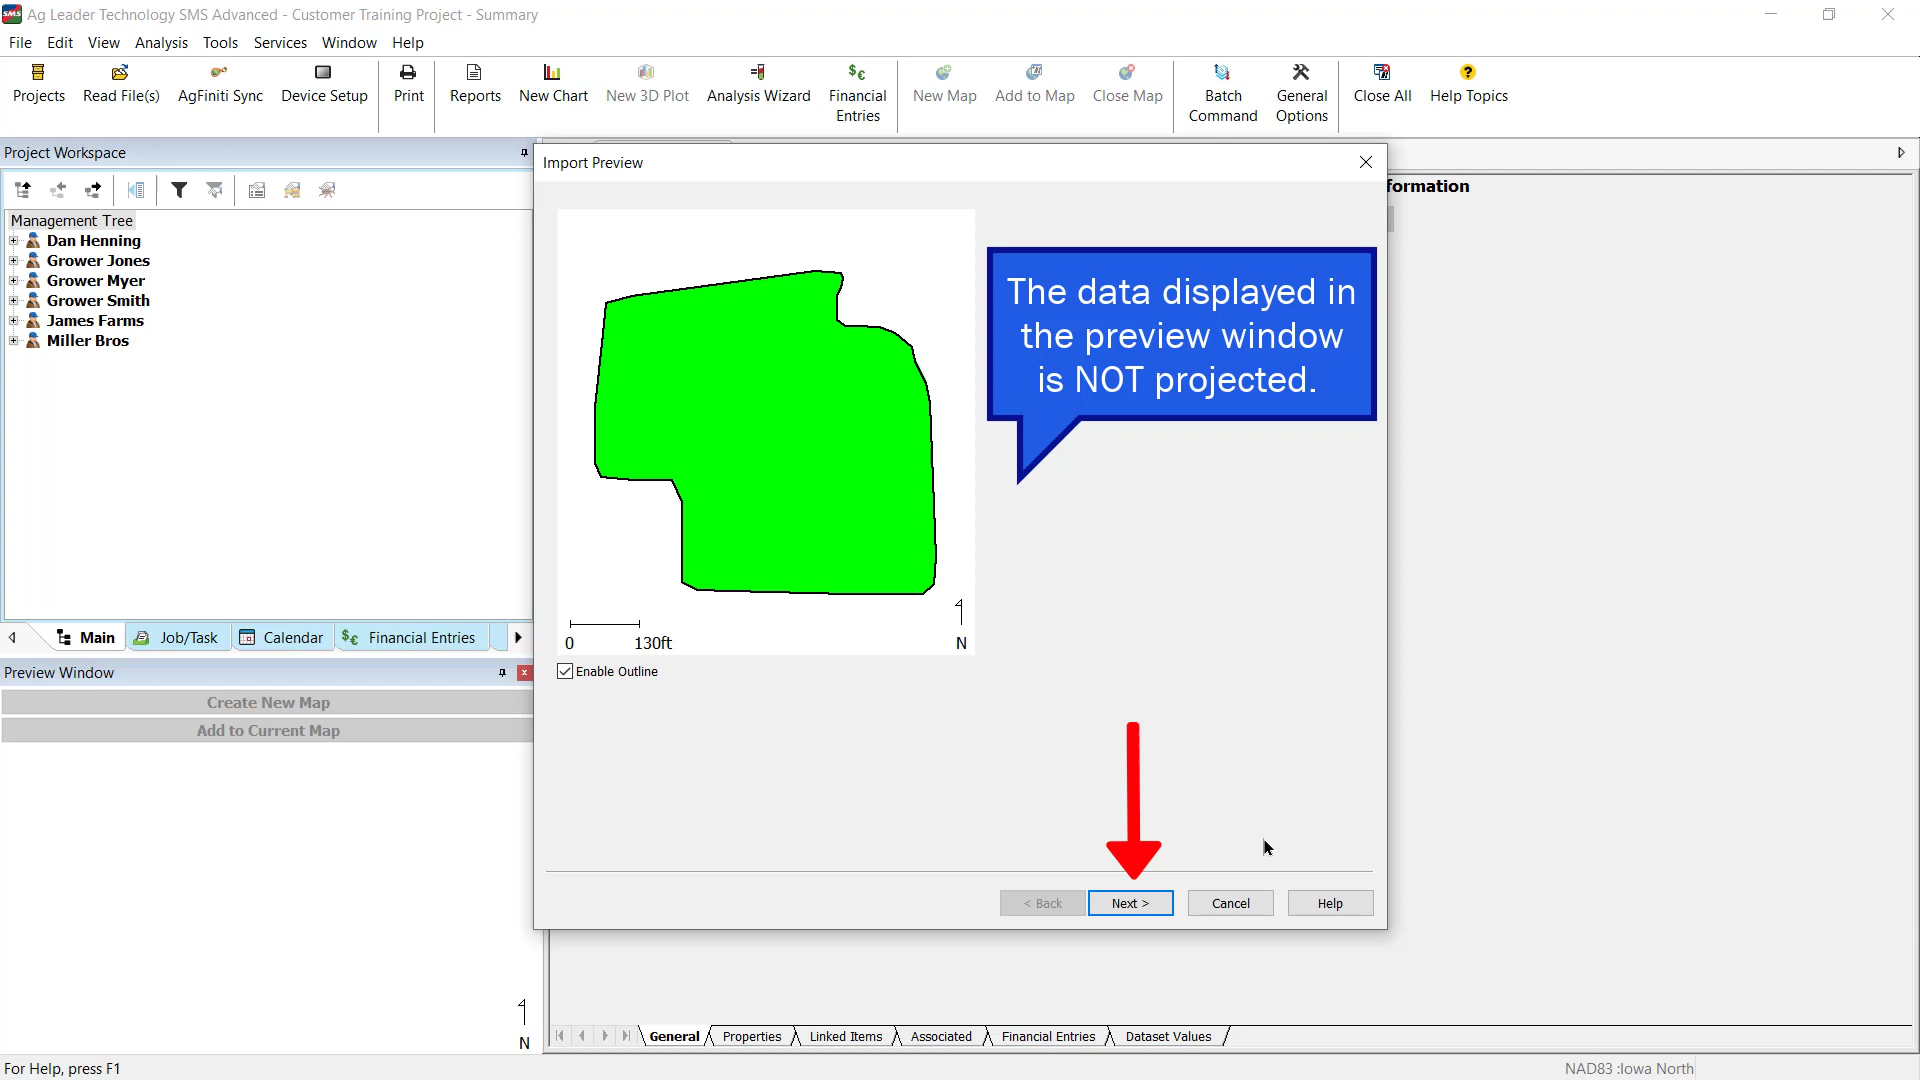 SMS Ag Leader Technology SMS Advanced - Customer Training Project - Summary
File Edit View Analysis Tools Services Window Help
Projects Read File(s) AgFiniti Sync Device Setup Print Reports New Chart New 3D Plot Analysis Wizard Financial Entries New Map Add to Map Close Map Batch Command General Options Close All Help Topics
Project Workspace
Management Tree
Dan Henning
Grower Jones
Grower Myer
Grower Smith
James Farms
Miller Bros
Main Job/Task Calendar Financial Entries
Preview Window
Create New Map
Add to Current Map
N
Import Preview
formation
The data displayed in
the preview window
is NOT projected.
0 130ft N
Enable Outline
< Back Next > Cancel Help
General Properties Linked Items Associated Financial Entries Dataset Values
For Help, press F1 NAD83 :Iowa North